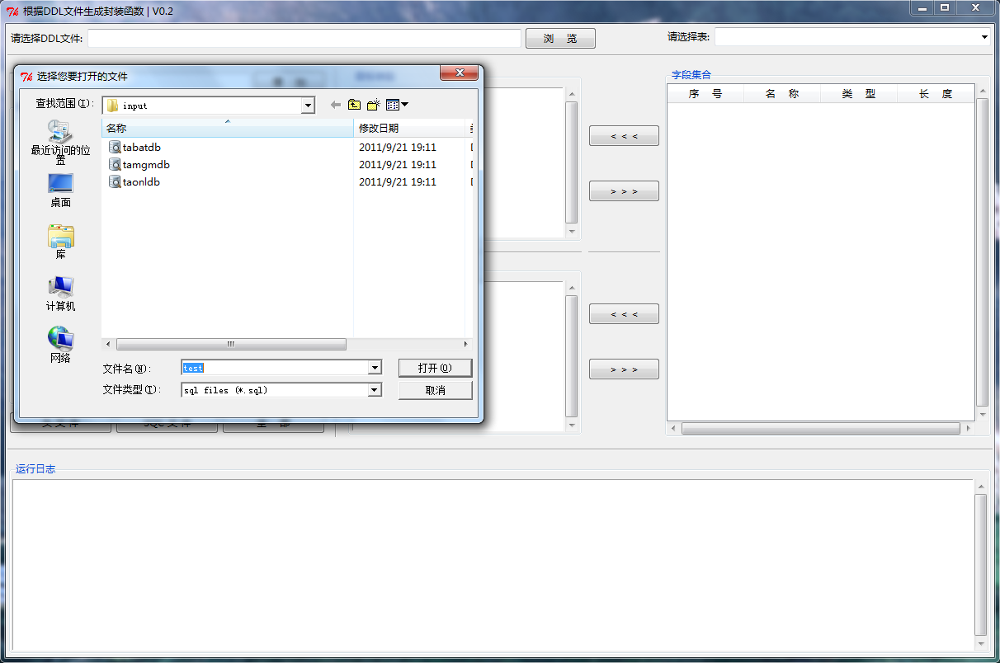 根据DDL文件生成封装函数 | V0.2
请选择DDL文件:
浏 览
请选择表:
选择您要打开的文件
查找范围(I):
input
最近访问的位置
桌面
库
计算机
网络
名称
修改日期
tabatdb
2011/9/21 19:11
tamgmdb
2011/9/21 19:11
taonldb
2011/9/21 19:11
文件名(N):
test
打开(O)
文件类型(T):
sql files (*.sql)
取消
< < <
> > >
< < <
> > >
字段集合
序 号
名 称
类 型
长 度
运行日志